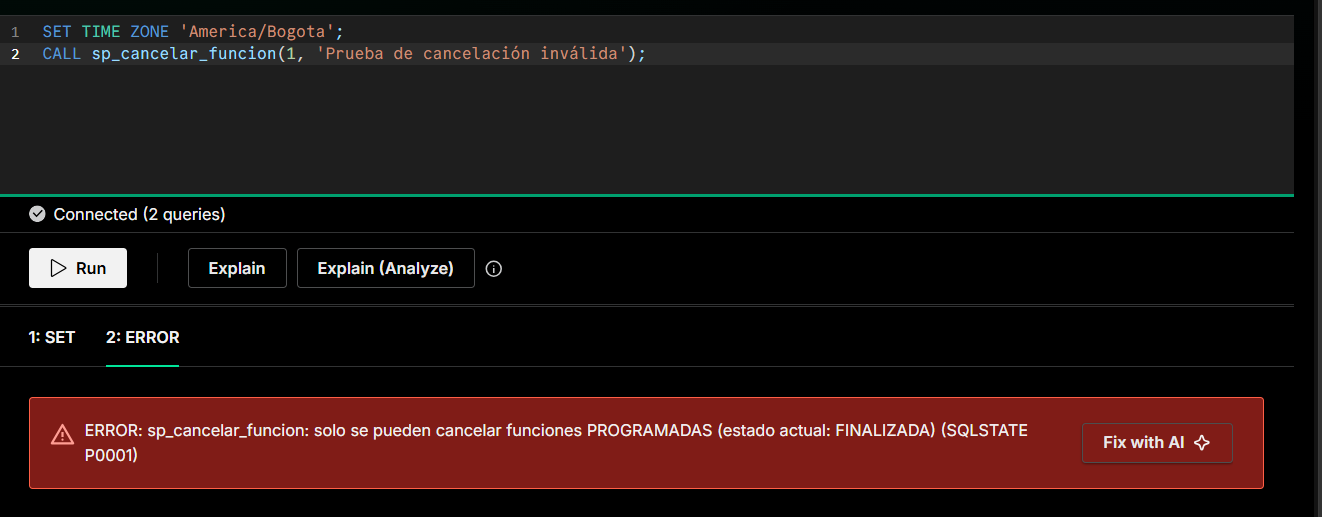 1 SET TIME ZONE 'America/Bogota';
2 CALL sp_cancelar_funcion(1, 'Prueba de cancelación inválida');
Connected (2 queries)
Run Explain Explain (Analyze)
1: SET 2: ERROR
ERROR: sp_cancelar_funcion: solo se pueden cancelar funciones PROGRAMADAS (estado actual: FINALIZADA) (SQLSTATE
P0001)
Fix with AI